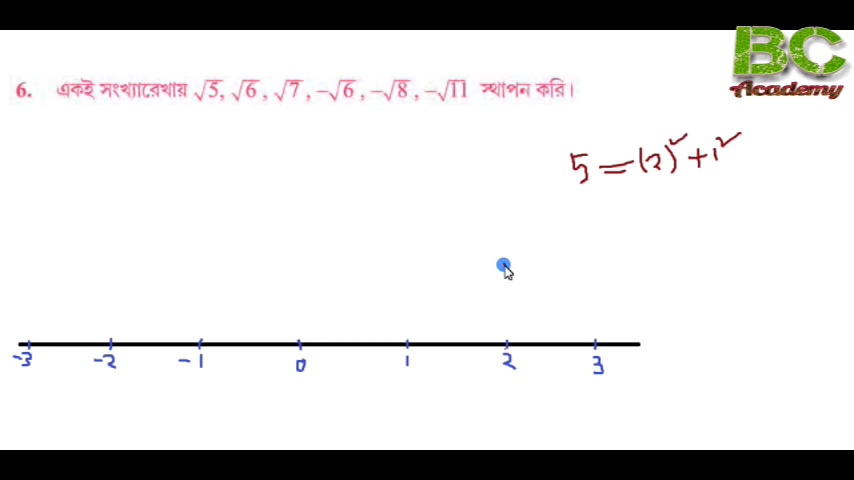 BC
Academy
6. একই সংখ্যারেখায় √5, √6, √7, −√6, −√8, −√11 স্থাপন করি।
5 = (2)² + 1²
-3 -2 -1 0 1 2 3